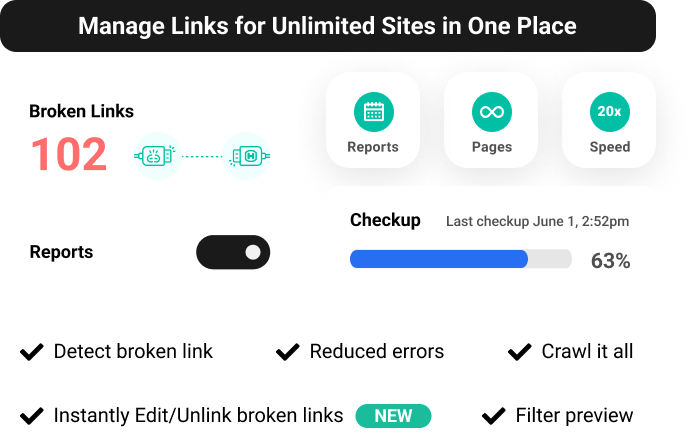 Manage Links for Unlimited Sites in One Place
Broken Links
102
20x
Reports
Pages
Speed
Checkup
Last checkup June 1, 2:52pm
Reports
63%
Detect broken link
Reduced errors
Crawl it all
Instantly Edit/Unlink broken links
NEW
Filter preview